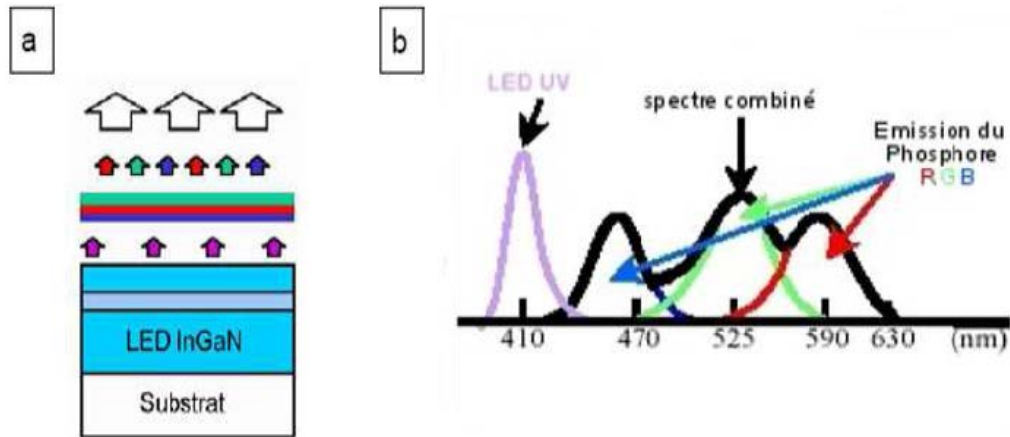 a
LED InGaN
Substrat
b
LED UV
spectre combiné
Emission du
Phosphore
RGB
410 470 525 590 630 (nm)